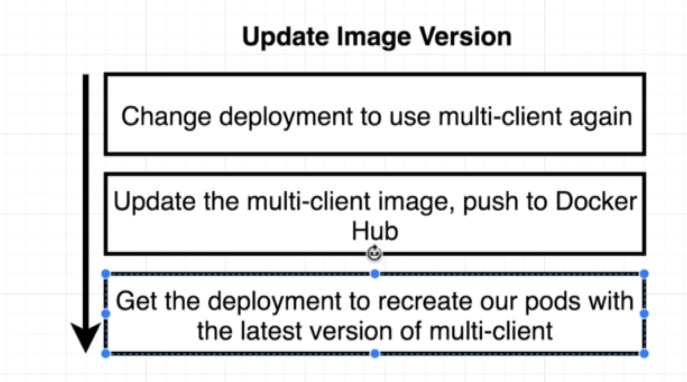 Update Image Version
Change deployment to use multi-client again
Update the multi-client image, push to Docker
Hub
Get the deployment to recreate our pods with
the latest version of multi-client